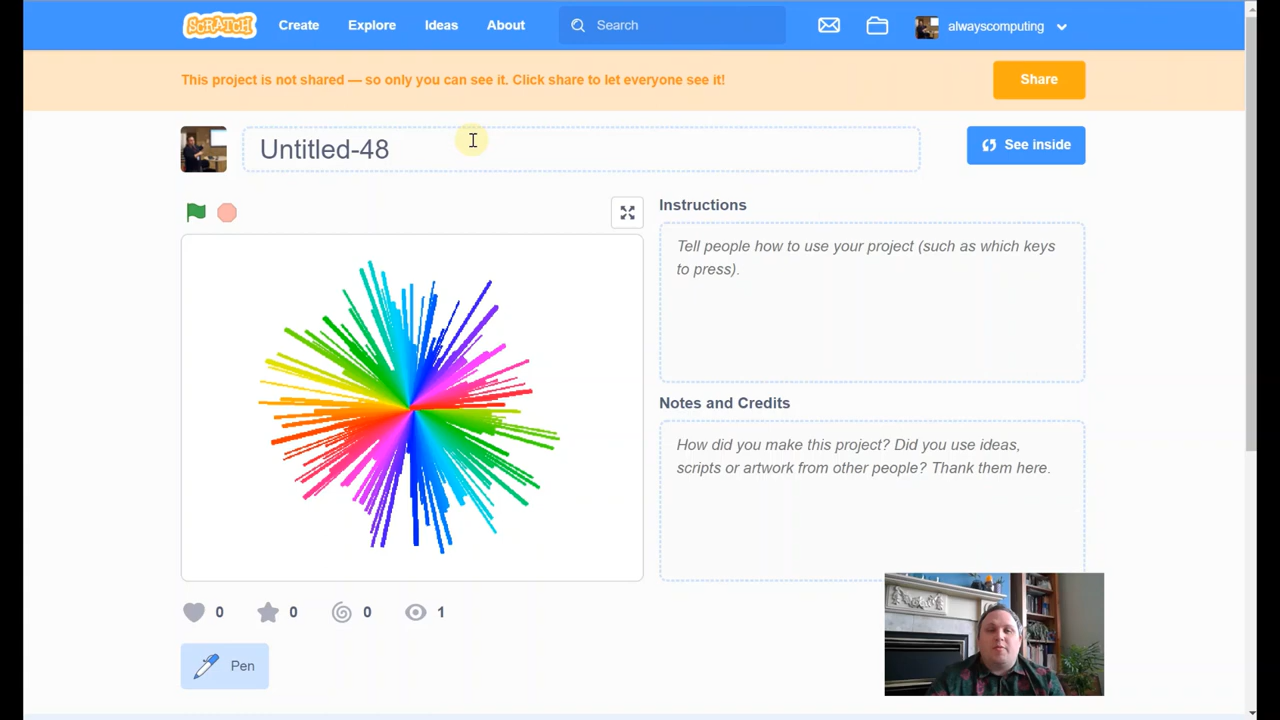 SCRATCH Create Explore Ideas About Search alwayscomputing
This project is not shared — so only you can see it. Click share to let everyone see it! Share
Untitled-48 See inside
Instructions
Tell people how to use your project (such as which keys
to press).
Notes and Credits
How did you make this project? Did you use ideas,
scripts or artwork from other people? Thank them here.
0 0 0 1
Pen